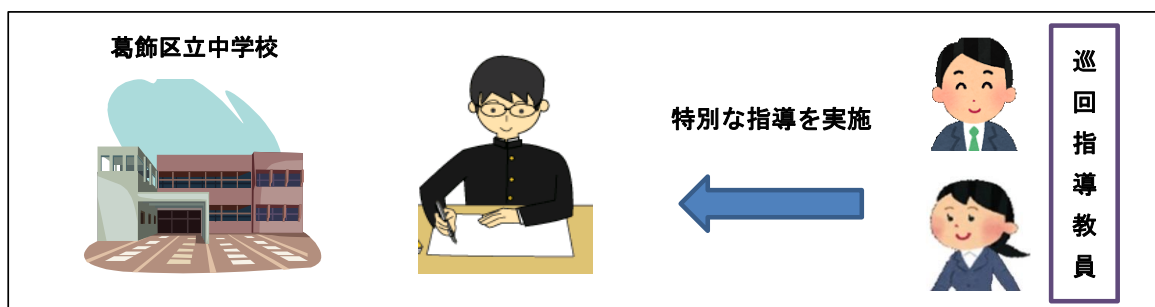 葛飾区立中学校
特別な指導を実施
巡回指導教員